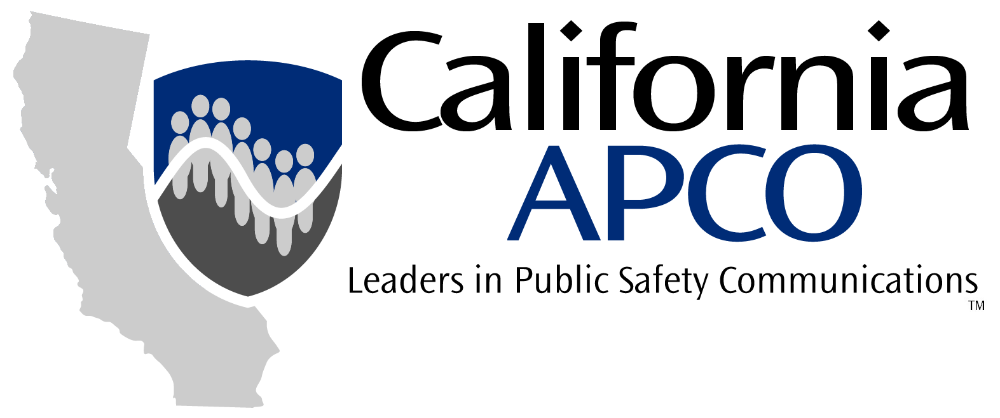 California
APCO
Leaders in Public Safety Communications
TM